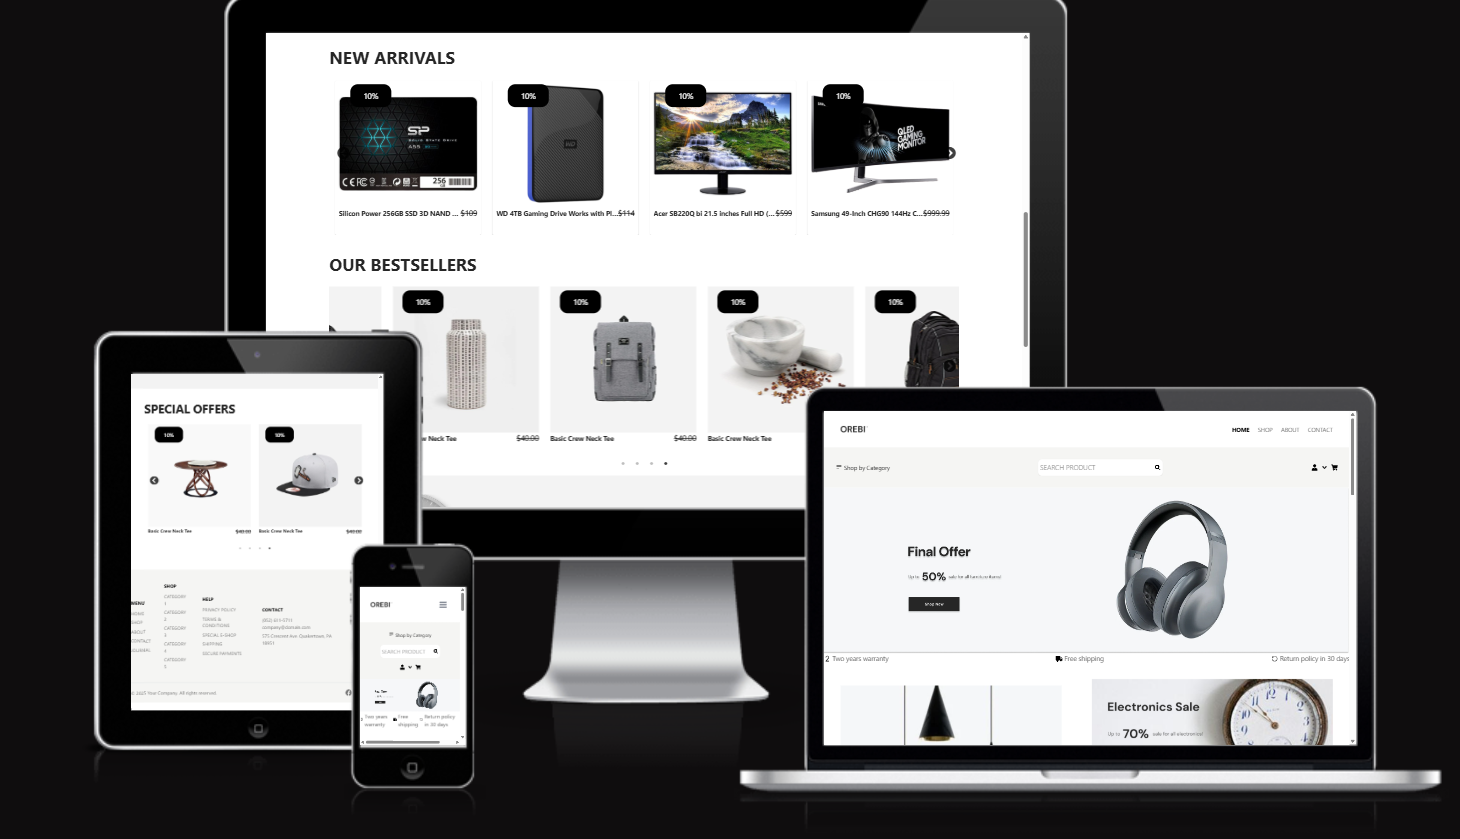 NEW ARRIVALS
10%
10%
10%
10%
SP
256
GB
WD
QLED
GAMING
MONITOR
Silicon Power 256GB SSD 3D NAND ... $109
WD 4TB Gaming Drive Works with Pl...$114
Acer SB220Q bi 21.5 inches Full HD (...$599
Samsung 49-Inch CHG90 144Hz C...$999.99
OUR BESTSELLERS
10%
10%
10%
10%
w Neck Tee $40.00
Basic Crew Neck Tee $40.00
Basic Crew Neck Tee
SPECIAL OFFERS
10%
10%
Basic Crew Neck Tee $40.00
Basic Crew Neck Tee $40.00
MENU
HOME
SHOP
ABOUT
CONTACT
JOURNAL
SHOP
CATEGORY
1
CATEGORY
2
CATEGORY
3
CATEGORY
4
CATEGORY
5
HELP
PRIVACY POLICY
TERMS &
CONDITIONS
SPECIAL E-SHOP
SHIPPING
SECURE PAYMENTS
CONTACT
company@domain.com
575 Crescent Ave. Quakertown, PA
18951
2025 Your Company. All rights reserved
OREBI
Shop by Category
SEARCH PRODUCT
Two years
warranty
Free
shipping
Return policy
in 30 days
OREBI
HOME SHOP ABOUT CONTACT
Shop by Category
SEARCH PRODUCT
Final Offer
Up to 50% sale for all furniture items!
Shop Now
2 Two years warranty
Free shipping
Return policy in 30 days
Electronics Sale
Up to 70% sale for all electronics!